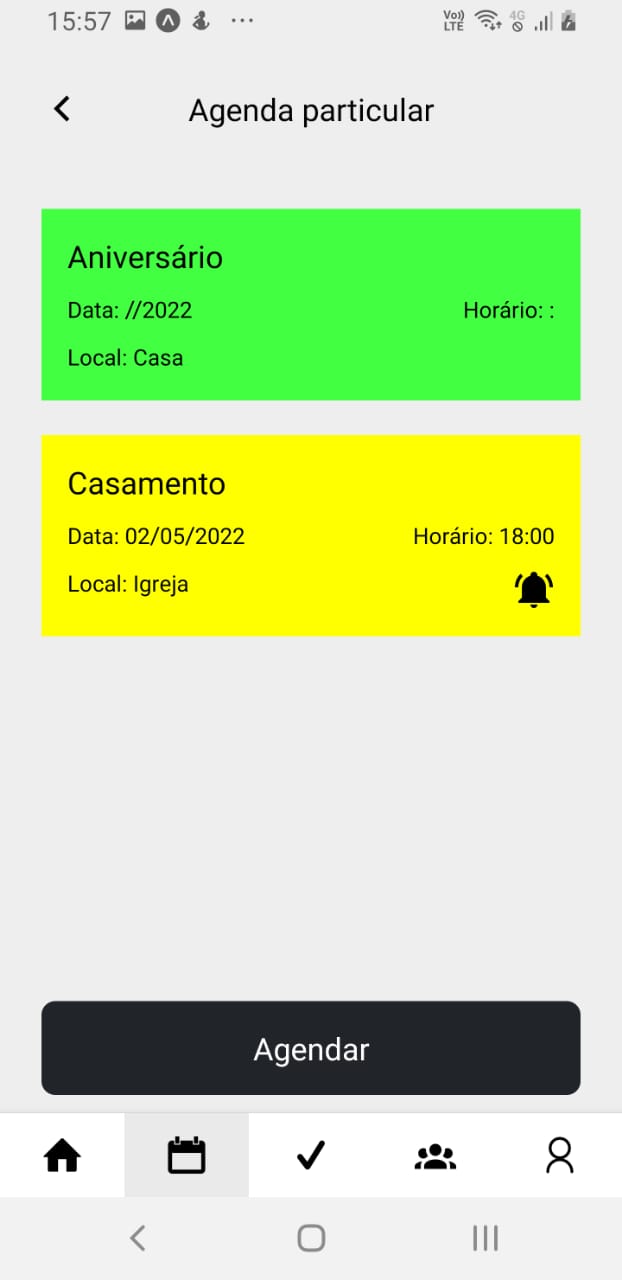 15:57
Vo)) LTE 4G
Agenda particular
Aniversário
Data: //2022 Horário: :
Local: Casa
Casamento
Data: 02/05/2022 Horário: 18:00
Local: Igreja
Agendar